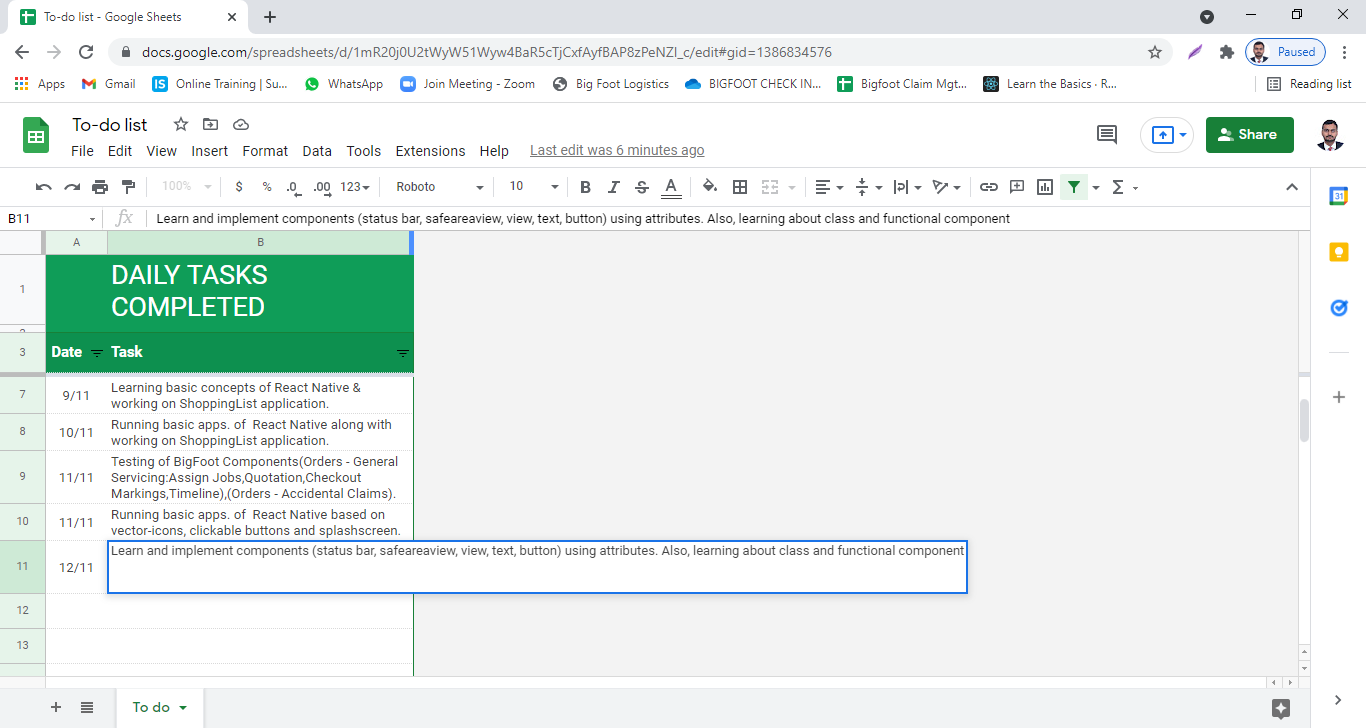 To-do list - Google Sheets
docs.google.com/spreadsheets/d/1mR20j0U2tWyW51Wyw4BaR5cTjCxfAyfBAP8zPeNZI_c/edit#gid=1386834576
Paused
Apps Gmail IS Online Training | Su... WhatsApp Join Meeting - Zoom Big Foot Logistics BIGFOOT CHECK IN... Bigfoot Claim Mgt... Learn the Basics · R... Reading list
To-do list
Share
File Edit View Insert Format Data Tools Extensions Help Last edit was 6 minutes ago
100% $ % .0 .00 123 Roboto 10 B I S A Σ
31
B11 fx Learn and implement components (status bar, safeareaview, view, text, button) using attributes. Also, learning about class and functional component
A B
1 DAILY TASKS
COMPLETED
3 Date Task
7 9/11 Learning basic concepts of React Native &
working on ShoppingList application.
8 10/11 Running basic apps. of React Native along with
working on ShoppingList application.
9 11/11 Testing of BigFoot Components(Orders - General
Servicing:Assign Jobs,Quotation,Checkout
Markings,Timeline),(Orders - Accidental Claims).
10 11/11 Running basic apps. of React Native based on
vector-icons, clickable buttons and splashscreen.
11 12/11 Learn and implement components (status bar, safeareaview, view, text, button) using attributes. Also, learning about class and functional component
12
13
To do